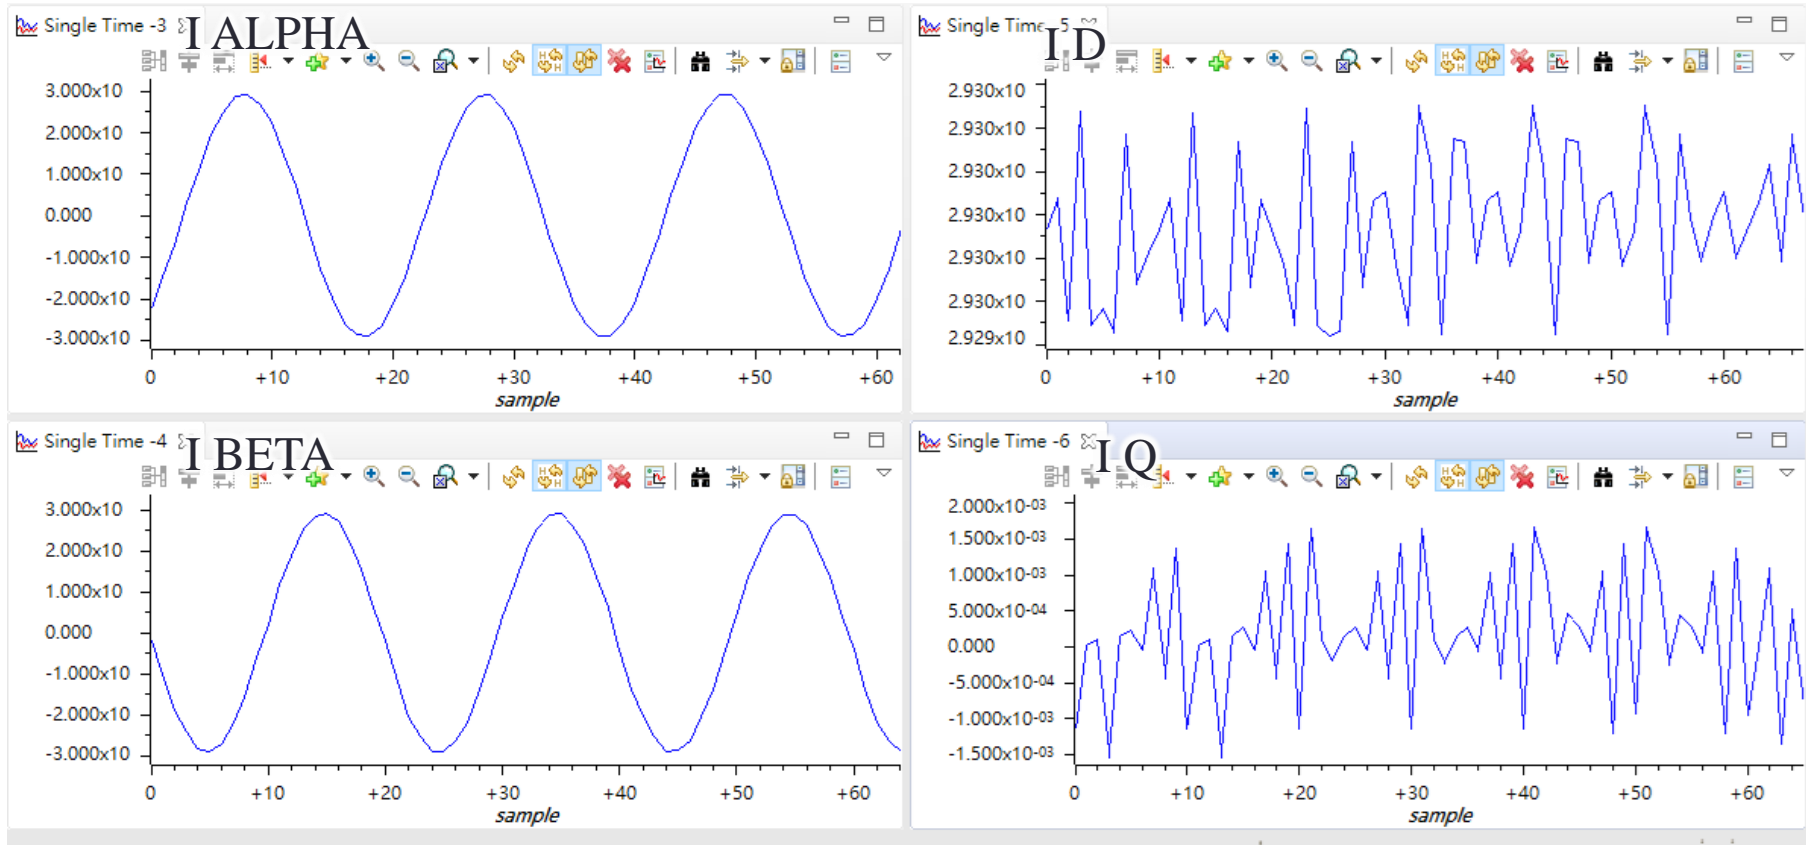 Single Time -3
I ALPHA
3.000x10
2.000x10
1.000x10
0.000
-1.000x10
-2.000x10
-3.000x10
0 +10 +20 +30 +40 +50 +60
sample
Single Time -5
I D
2.930x10
2.930x10
2.930x10
2.930x10
2.930x10
2.930x10
2.929x10
0 +10 +20 +30 +40 +50 +60
sample
Single Time -4
I BETA
3.000x10
2.000x10
1.000x10
0.000
-1.000x10
-2.000x10
-3.000x10
0 +10 +20 +30 +40 +50 +60
sample
Single Time -6
I Q
2.000x10-03
1.500x10-03
1.000x10-03
5.000x10-04
0.000
-5.000x10-04
-1.000x10-03
-1.500x10-03
0 +10 +20 +30 +40 +50 +60
sample